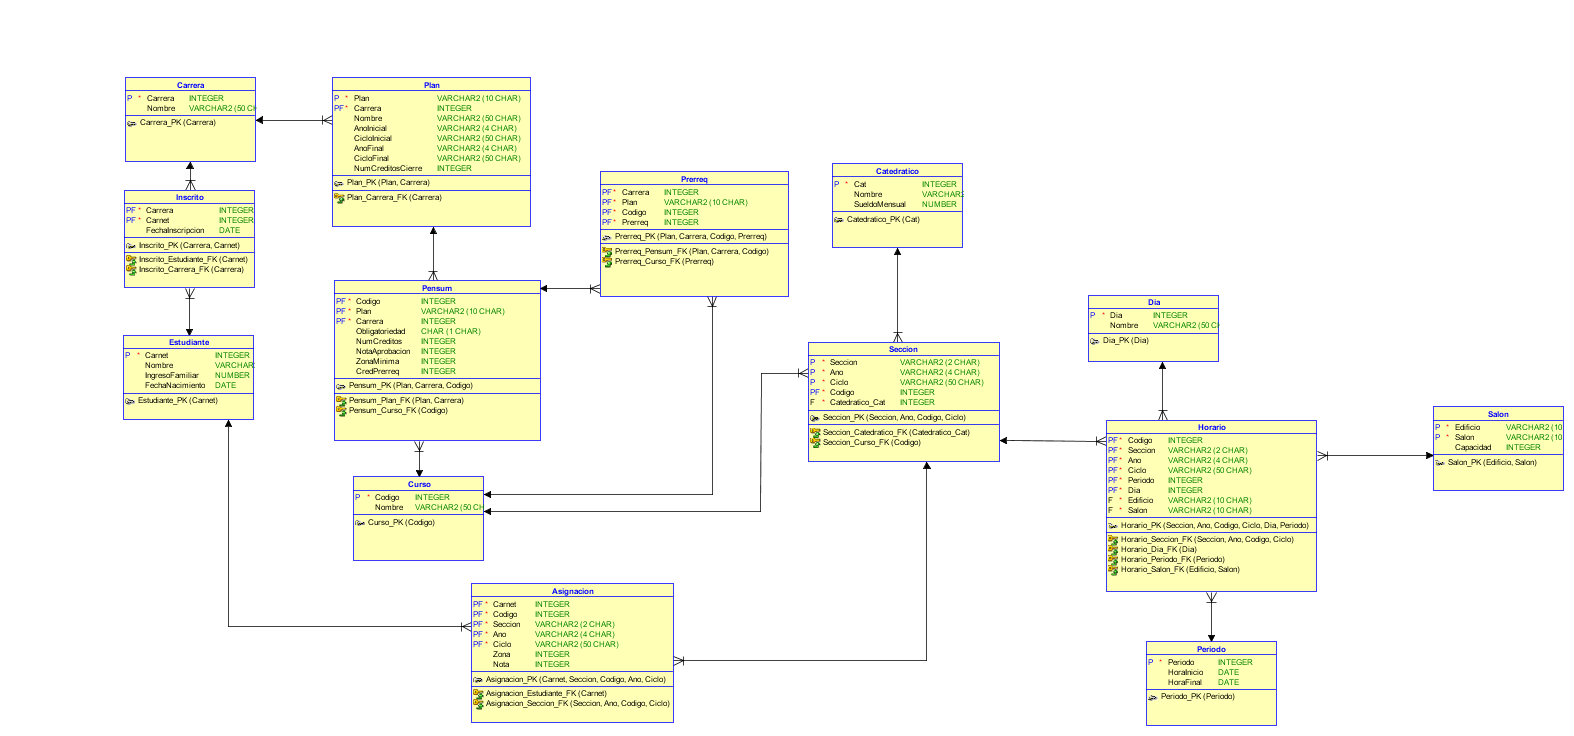 Carrera
P * Carrera INTEGER
Nombre VARCHAR2 (50 CH
Carrera_PK (Carrera)
Plan
P * Plan VARCHAR2 (10 CHAR)
PF * Carrera INTEGER
Nombre VARCHAR2 (50 CHAR)
AnoInicial VARCHAR2 (4 CHAR)
CicloInicial VARCHAR2 (50 CHAR)
AnoFinal VARCHAR2 (4 CHAR)
CicloFinal VARCHAR2 (50 CHAR)
NumCreditosCierre INTEGER
Plan_PK (Plan, Carrera)
Plan_Carrera_FK (Carrera)
Inscrito
PF * Carrera INTEGER
PF * Carnet INTEGER
FechaInscripcion DATE
Inscrito_PK (Carrera, Carnet)
Inscrito_Estudiante_FK (Carnet)
Inscrito_Carrera_FK (Carrera)
Prerreq
PF * Carrera INTEGER
PF * Plan VARCHAR2 (10 CHAR)
PF * Codigo INTEGER
PF * Prerreq INTEGER
Prerreq_PK (Plan, Carrera, Codigo, Prerreq)
Prerreq_Pensum_FK (Plan, Carrera, Codigo)
Prerreq_Curso_FK (Prerreq)
Catedratico
P * Cat INTEGER
Nombre VARCHAR2
SueldoMensual NUMBER
Catedratico_PK (Cat)
Estudiante
P * Carnet INTEGER
Nombre VARCHAR
IngresoFamiliar NUMBER
FechaNacimiento DATE
Estudiante_PK (Carnet)
Pensum
PF * Codigo INTEGER
PF * Plan VARCHAR2 (10 CHAR)
PF * Carrera INTEGER
Obligatoriedad CHAR (1 CHAR)
NumCreditos INTEGER
NotaAprobacion INTEGER
ZonaMinima INTEGER
CredPrerreq INTEGER
Pensum_PK (Plan, Carrera, Codigo)
Pensum_Plan_FK (Plan, Carrera)
Pensum_Curso_FK (Codigo)
Seccion
P * Seccion VARCHAR2 (2 CHAR)
P * Ano VARCHAR2 (4 CHAR)
P * Ciclo VARCHAR2 (50 CHAR)
PF * Codigo INTEGER
F * Catedratico_Cat INTEGER
Seccion_PK (Seccion, Ano, Codigo, Ciclo)
Seccion_Catedratico_FK (Catedratico_Cat)
Seccion_Curso_FK (Codigo)
Dia
P * Dia INTEGER
Nombre VARCHAR2 (50 C
Dia_PK (Dia)
Horario
PF * Codigo INTEGER
PF * Seccion VARCHAR2 (2 CHAR)
PF * Ano VARCHAR2 (4 CHAR)
PF * Ciclo VARCHAR2 (50 CHAR)
PF * Periodo INTEGER
PF * Dia INTEGER
F * Edificio VARCHAR2 (10 CHAR)
F * Salon VARCHAR2 (10 CHAR)
Horario_PK (Seccion, Ano, Codigo, Ciclo, Dia, Periodo)
Horario_Seccion_FK (Seccion, Ano, Codigo, Ciclo)
Horario_Dia_FK (Dia)
Horario_Periodo_FK (Periodo)
Horario_Salon_FK (Edificio, Salon)
Salon
P * Edificio VARCHAR2 (10
P * Salon VARCHAR2 (10
Capacidad INTEGER
Salon_PK (Edificio, Salon)
Curso
P * Codigo INTEGER
Nombre VARCHAR2 (50 CH
Curso_PK (Codigo)
Asignacion
PF * Carnet INTEGER
PF * Codigo INTEGER
PF * Seccion VARCHAR2 (2 CHAR)
PF * Ano VARCHAR2 (4 CHAR)
PF * Ciclo VARCHAR2 (50 CHAR)
Zona INTEGER
Nota INTEGER
Asignacion_PK (Carnet, Seccion, Codigo, Ano, Ciclo)
Asignacion_Estudiante_FK (Carnet)
Asignacion_Seccion_FK (Seccion, Ano, Codigo, Ciclo)
Periodo
P * Periodo INTEGER
HoraInicio DATE
HoraFinal DATE
Periodo_PK (Periodo)